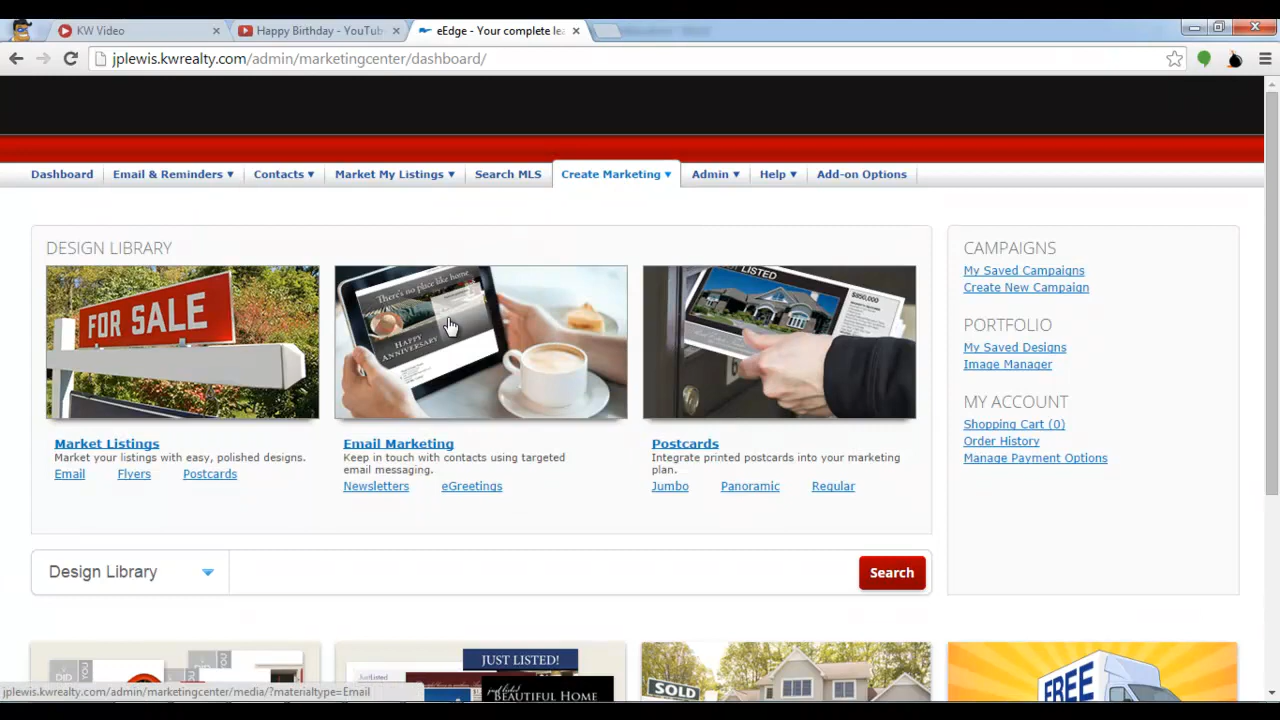 KW Video
Happy Birthday - YouTub
eEdge - Your complete lea
jplewis.kwrealty.com/admin/marketingcenter/dashboard/
Dashboard Email & Reminders Contacts Market My Listings Search MLS Create Marketing Admin Help Add-on Options
DESIGN LIBRARY
FOR SALE
There's no place like home
HAPPY
ANNIVERSARY
LISTED
$950,000
Market Listings
Market your listings with easy, polished designs.
Email Flyers Postcards
Email Marketing
Keep in touch with contacts using targeted
email messaging.
Newsletters eGreetings
Postcards
Integrate printed postcards into your marketing
plan.
Jumbo Panoramic Regular
CAMPAIGNS
My Saved Campaigns
Create New Campaign
PORTFOLIO
My Saved Designs
Image Manager
MY ACCOUNT
Shopping Cart (0)
Order History
Manage Payment Options
Design Library
Search
JUST LISTED!
BEAUTIFUL HOME
SOLD
FREE
jplewis.kwrealty.com/admin/marketingcenter/media/?materialtype=Email